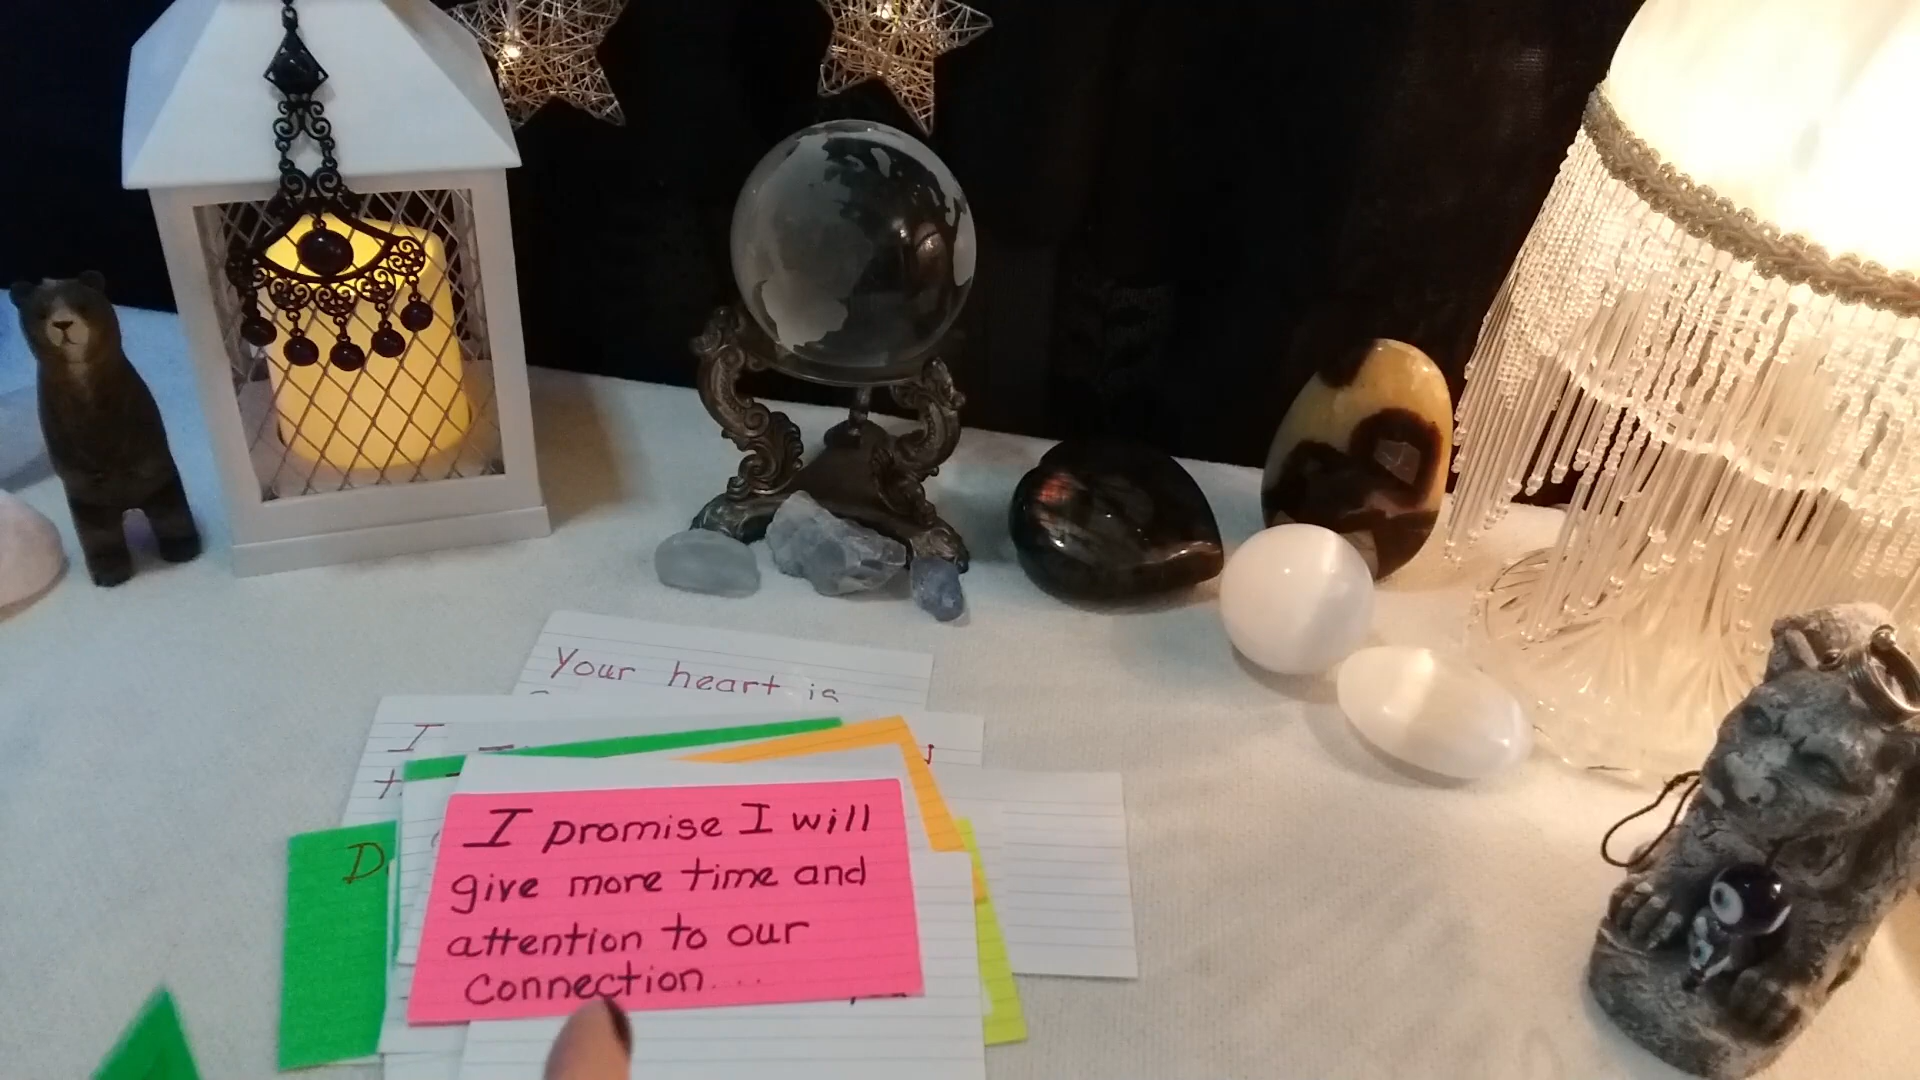 Your heart is
I
D
I promise I will
give more time and
attention to our
connection....